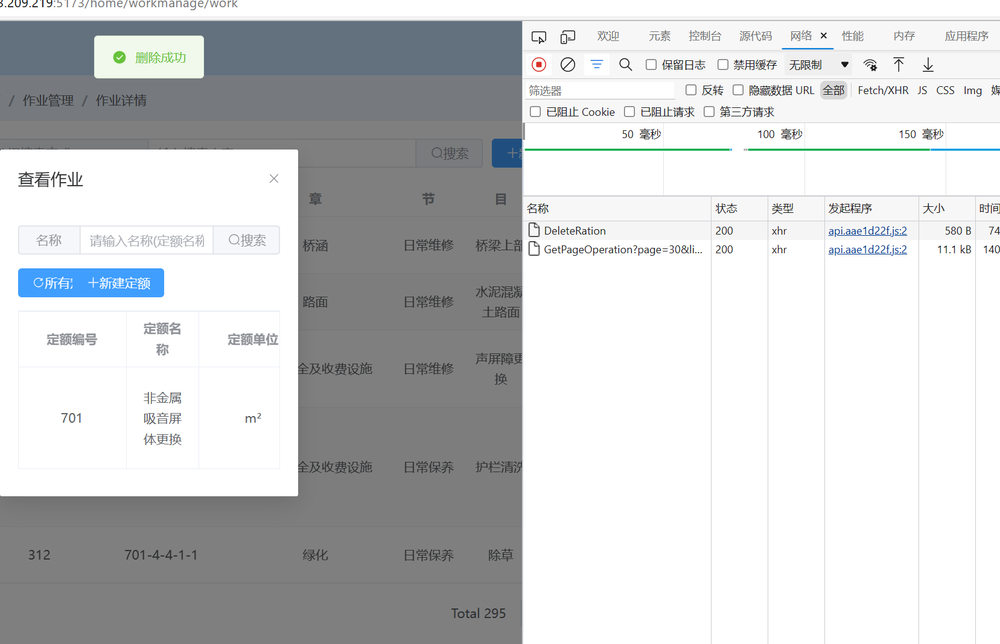 3.209.219:5173/home/workmanage/work
删除成功
/ 作业管理 / 作业详情
搜索
查看作业
名称 请输入名称(定额名称 搜索
所有 新建定额
定额编号 定额名称 定额单位
701 非金属吸音屏体更换 m²
章 节 目
桥涵 日常维修 桥梁上部
路面 日常维修 水泥混凝土路面
全及收费设施 日常维修 声屏障更换
全及收费设施 日常保养 护栏清洗
312 701-4-4-1-1 绿化 日常保养 除草
Total 295
欢迎 元素 控制台 源代码 网络 性能 内存 应用程序
保留日志 禁用缓存 无限制
筛选器 反转 隐藏数据 URL 全部 Fetch/XHR JS CSS Img 媒
已阻止 Cookie 已阻止请求 第三方请求
50 毫秒 100 毫秒 150 毫秒
名称 状态 类型 发起程序 大小 时间
DeleteRation 200 xhr api.aae1d22f.js:2 580 B 74
GetPageOperation?page=30&li... 200 xhr api.aae1d22f.js:2 11.1 kB 140